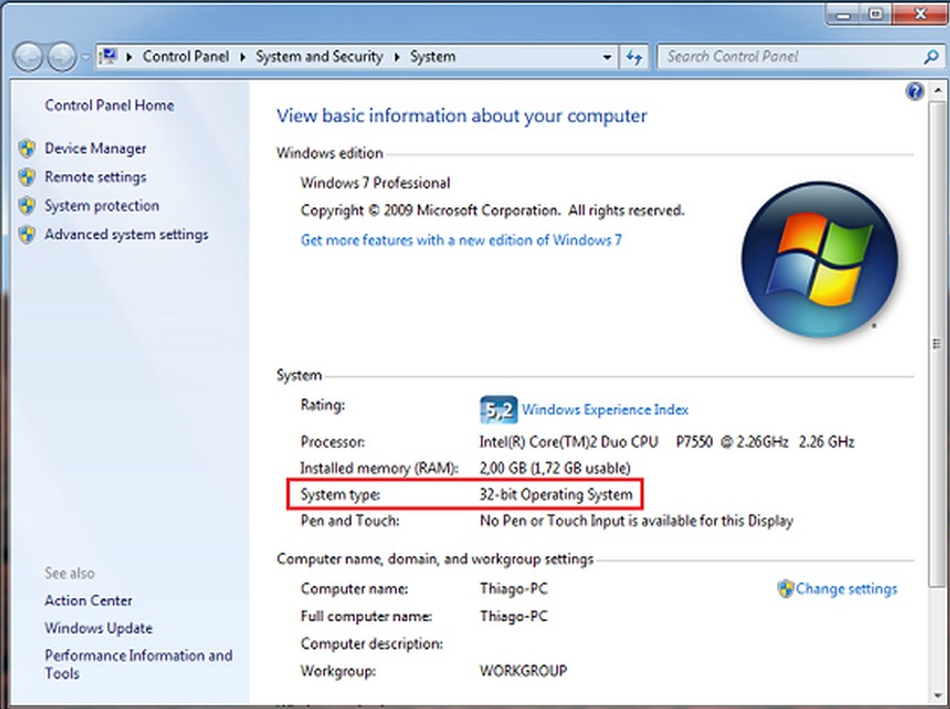 Control Panel
System and Security
System
Search Control Panel
Control Panel Home
Device Manager
Remote settings
System protection
Advanced system settings
See also
Action Center
Windows Update
Performance Information and
Tools
View basic information about your computer
Windows edition
Windows 7 Professional
Copyright © 2009 Microsoft Corporation. All rights reserved.
Get more features with a new edition of Windows 7
System
Rating: 5,2 Windows Experience Index
Processor: Intel(R) Core(TM)2 Duo CPU P7550 @ 2.26GHz 2.26 GHz
Installed memory (RAM): 2,00 GB (1,72 GB usable)
System type: 32-bit Operating System
Pen and Touch: No Pen or Touch Input is available for this Display
Computer name, domain, and workgroup settings
Computer name: Thiago-PC Change settings
Full computer name: Thiago-PC
Computer description:
Workgroup: WORKGROUP